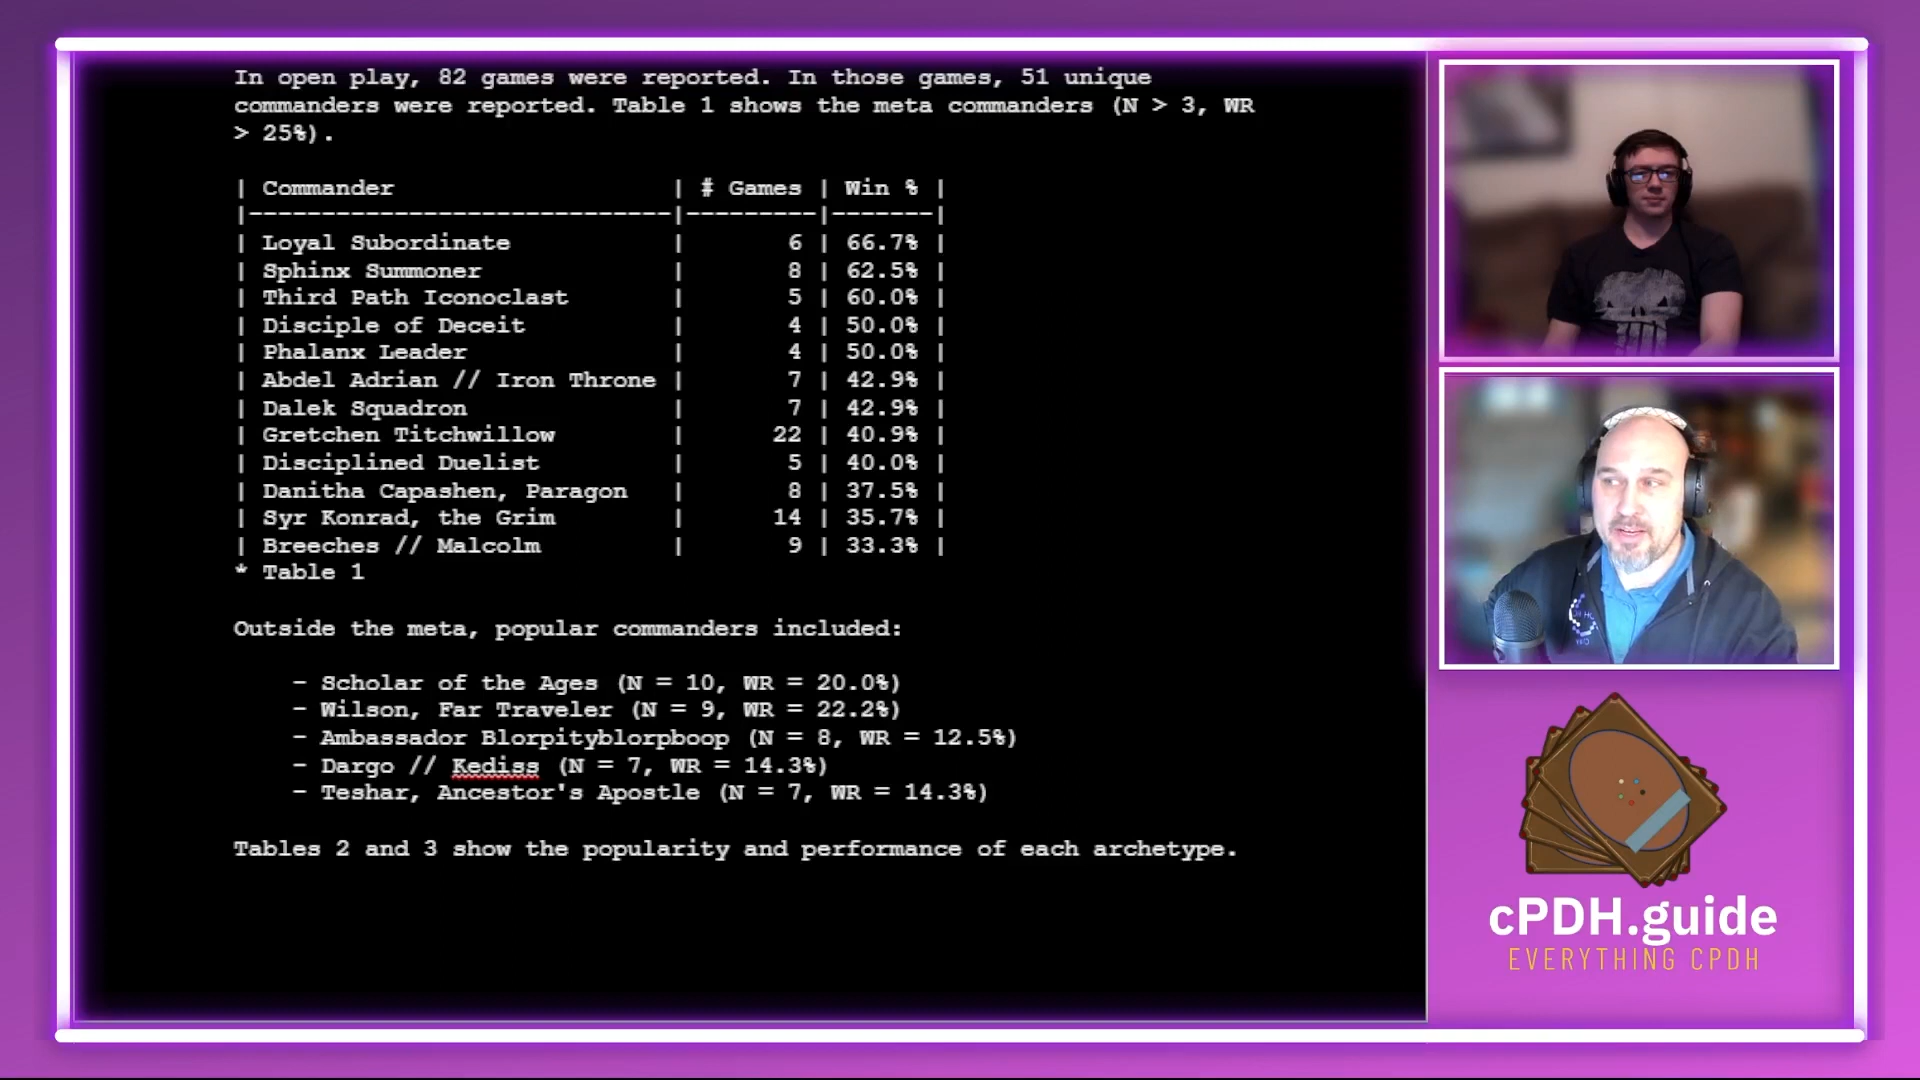 In open play, 82 games were reported. In those games, 51 unique
commanders were reported. Table 1 shows the meta commanders (N > 3, WR
> 25%).
| Commander | # Games | Win % |
|-----------------------------|---------|-------|
| Loyal Subordinate | 6 | 66.7% |
| Sphinx Summoner | 8 | 62.5% |
| Third Path Iconoclast | 5 | 60.0% |
| Disciple of Deceit | 4 | 50.0% |
| Phalanx Leader | 4 | 50.0% |
| Abdel Adrian // Iron Throne | 7 | 42.9% |
| Dalek Squadron | 7 | 42.9% |
| Gretchen Titchwillow | 22 | 40.9% |
| Disciplined Duelist | 5 | 40.0% |
| Danitha Capashen, Paragon | 8 | 37.5% |
| Syr Konrad, the Grim | 14 | 35.7% |
| Breeches // Malcolm | 9 | 33.3% |
* Table 1
Outside the meta, popular commanders included:
- Scholar of the Ages (N = 10, WR = 20.0%)
- Wilson, Far Traveler (N = 9, WR = 22.2%)
- Ambassador Blorpityblorpboop (N = 8, WR = 12.5%)
- Dargo // Kediss (N = 7, WR = 14.3%)
- Teshar, Ancestor's Apostle (N = 7, WR = 14.3%)
Tables 2 and 3 show the popularity and performance of each archetype.
cPDH.guide
EVERYTHING CPDH